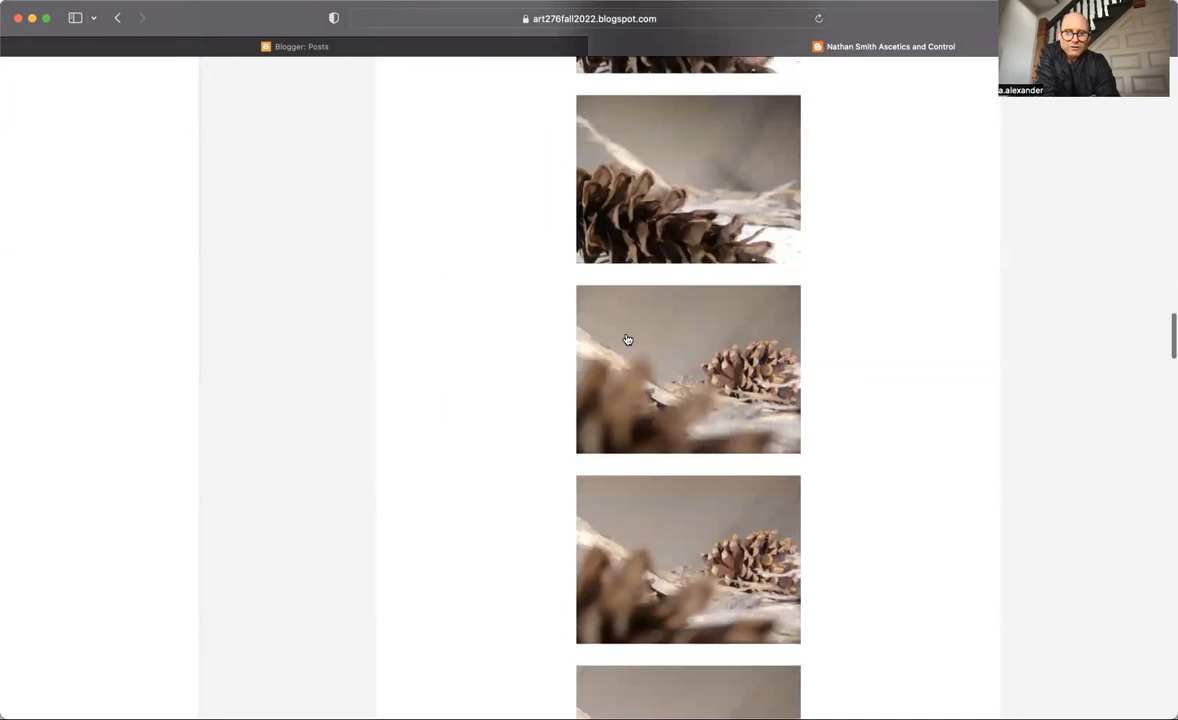 art276fall2022.blogspot.com
Blogger: Posts
Nathan Smith Ascetics and Control
a.alexander